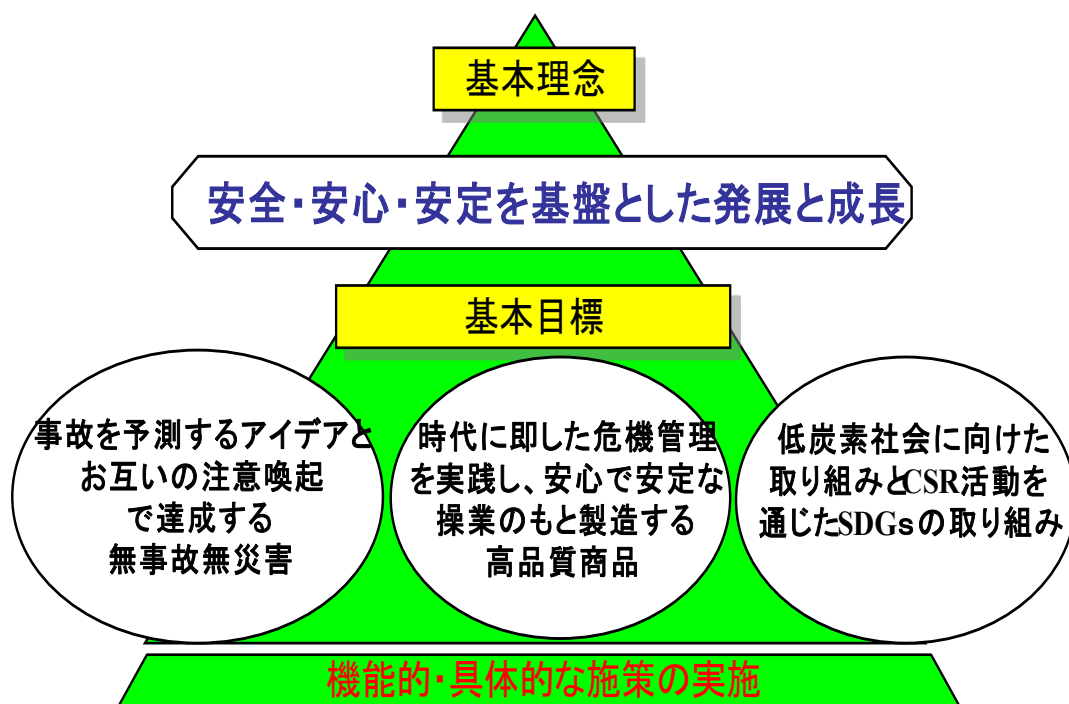 基本理念
安全・安心・安定を基盤とした発展と成長
基本目標
事故を予測するアイデアと
お互いの注意喚起
で達成する
無事故無災害
時代に即した危機管理
を実践し、安心で安定な
操業のもと製造する
高品質商品
低炭素社会に向けた
取り組みとCSR活動を
通じたSDGsの取り組み
機能的・具体的な施策の実施